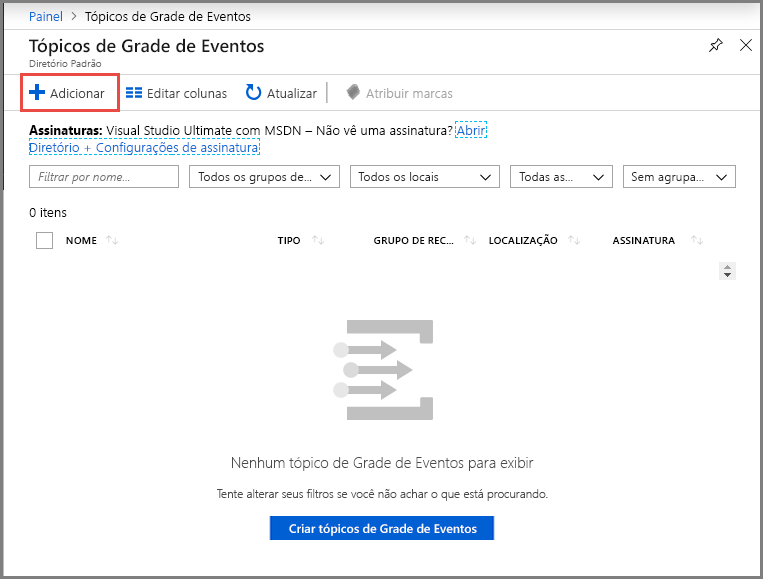 Painel > Tópicos de Grade de Eventos
Tópicos de Grade de Eventos
Diretório Padrão
Adicionar Editar colunas Atualizar Atribuir marcas
Assinaturas: Visual Studio Ultimate com MSDN – Não vê uma assinatura? Abrir
Diretório + Configurações de assinatura
Filtrar por nome... Todos os grupos de... Todos os locais Todas as... Sem agrupa...
0 itens
NOME TIPO GRUPO DE REC... LOCALIZAÇÃO ASSINATURA
Nenhum tópico de Grade de Eventos para exibir
Tente alterar seus filtros se você não achar o que está procurando.
Criar tópicos de Grade de Eventos